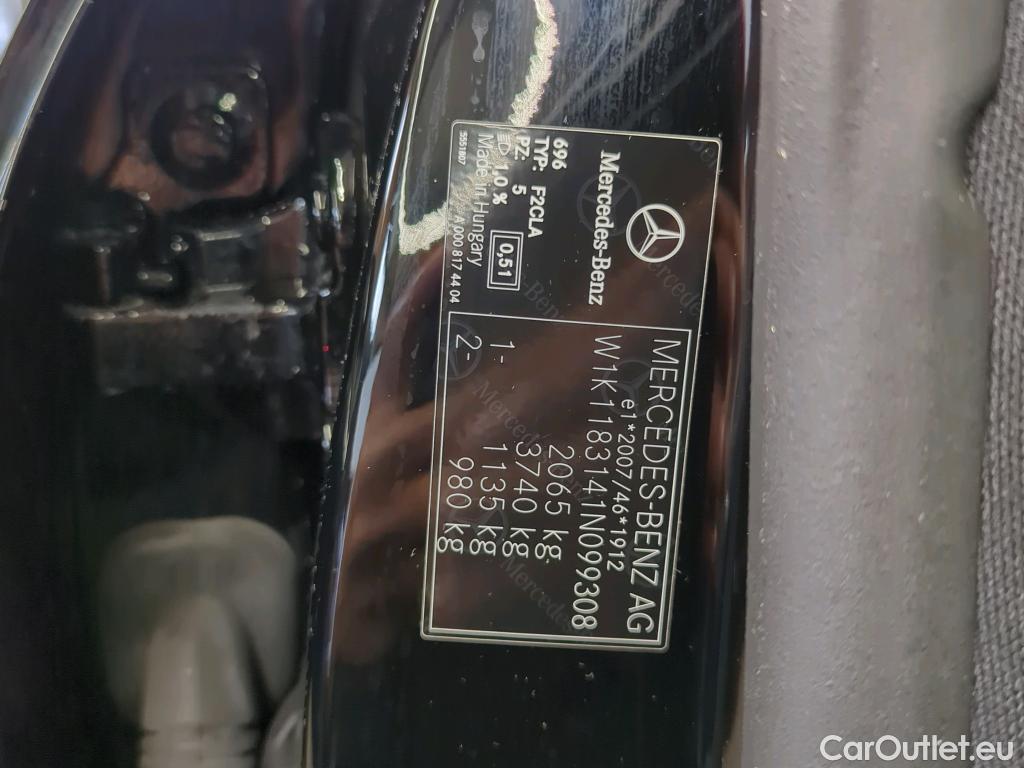 Mercedes-Benz
696
TYP: F2CLA
PZ: 5
0,51
Made in Hungary
A 000 817 44 04
MERCEDES-BENZ AG
e1*2007/46*1912
W1K1183141N099308
2065 kg
3740 kg
1- 1135 kg
2- 980 kg
CarOutlet.eu